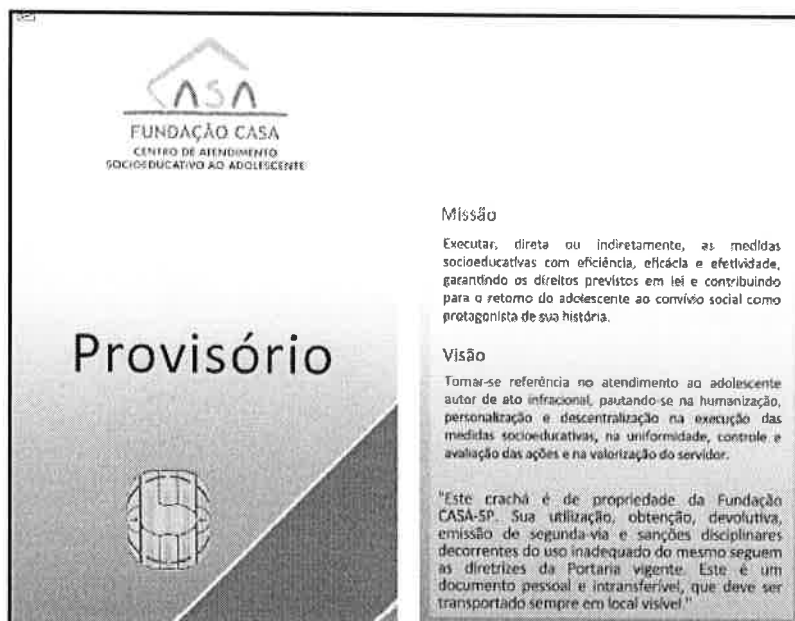 CASA
FUNDAÇÃO CASA
CENTRO DE ATENDIMENTO
SOCIOEDUCATIVO AO ADOLESCENTE
Provisório
Missão
Executar, direta ou indiretamente, as medidas
socioeducativas com eficiência, eficácia e efetividade,
garantindo os direitos previstos em lei e contribuindo
para o retorno do adolescente ao convívio social como
protagonista de sua história.
Visão
Tornar-se referência no atendimento ao adolescente
autor de ato infracional, pautando-se na humanização,
personalização e descentralização na execução das
medidas socioeducativas, na uniformidade, controle e
avaliação das ações e na valorização do servidor.
"Este crachá é de propriedade da Fundação
CASA-SP. Sua utilização, obtenção, devolutiva,
emissão de segunda-via e sanções disciplinares
decorrentes do uso inadequado do mesmo seguem
as diretrizes da Portaria vigente. Este é um
documento pessoal e intransferível, que deve ser
transportado sempre em local visível."